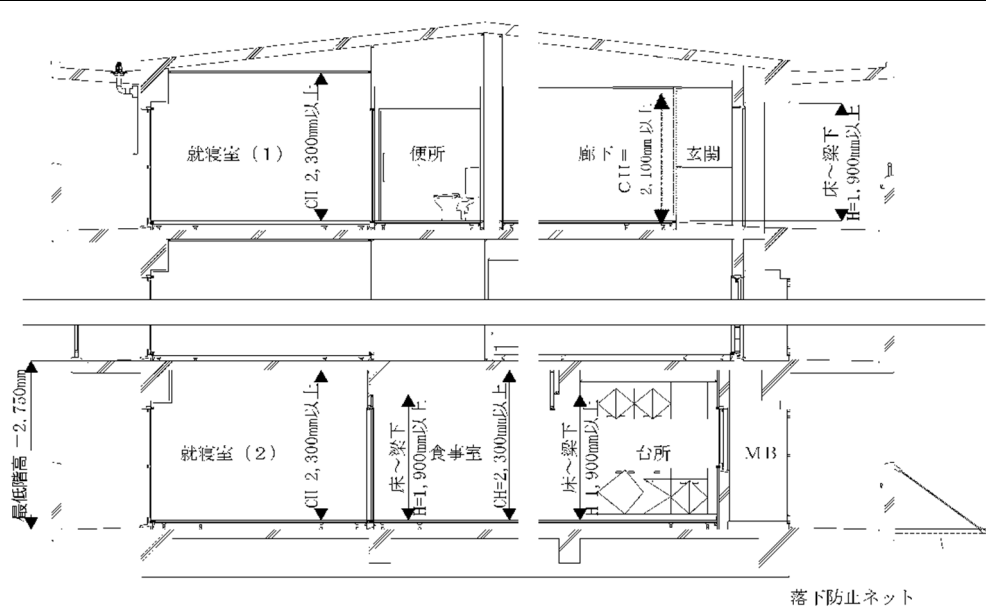 就寝室(1)
CH 2,300mm以上
便所
廊下
CH=
2,100mm以上
玄関
床~梁下
H=1,900mm以上
最低階高=2,750mm
就寝室(2)
CH 2,300mm以上
床~梁下
H=1,900mm以上
食事室
CH=2,300mm以上
床~梁下
H 1,900mm以上
台所
MB
落下防止ネット